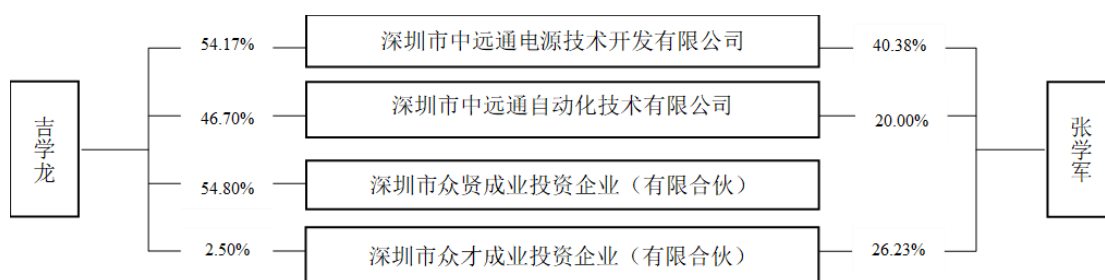 54.17%
深圳市中远通电源技术开发有限公司
40.38%
46.70%
深圳市中远通自动化技术有限公司
20.00%
吉学龙
张学军
54.80%
深圳市众贤成业投资企业（有限合伙）
2.50%
深圳市众才成业投资企业（有限合伙）
26.23%